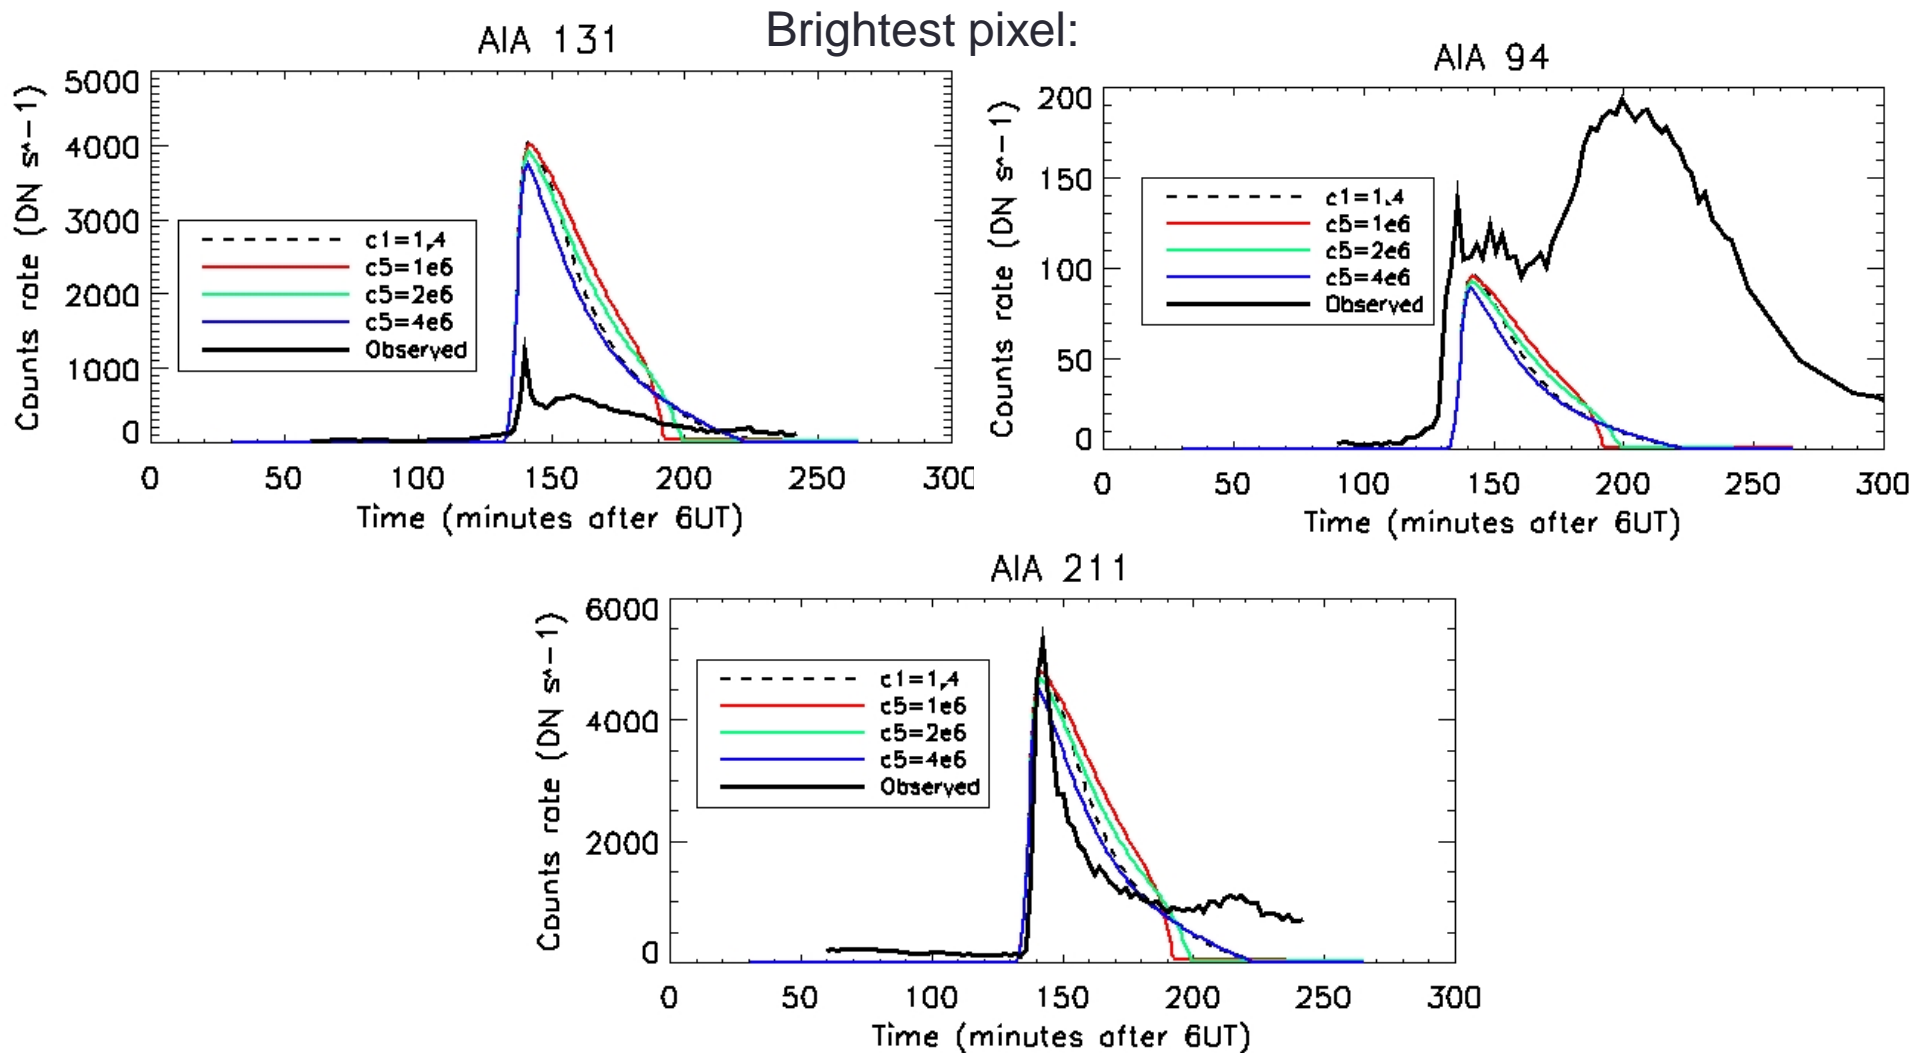 Brightest pixel:
AIA 131
Counts rate (DN s^-1)
5000
4000
3000
2000
1000
0
c1=1,4
c5=1e6
c5=2e6
c5=4e6
Observed
0 50 100 150 200 250 300
Time (minutes after 6UT)
AIA 94
Counts rate (DN s^-1)
200
150
100
50
0
c1=1,4
c5=1e6
c5=2e6
c5=4e6
Observed
0 50 100 150 200 250 300
Time (minutes after 6UT)
AIA 211
Counts rate (DN s^-1)
6000
4000
2000
0
c1=1,4
c5=1e6
c5=2e6
c5=4e6
Observed
0 50 100 150 200 250 300
Time (minutes after 6UT)